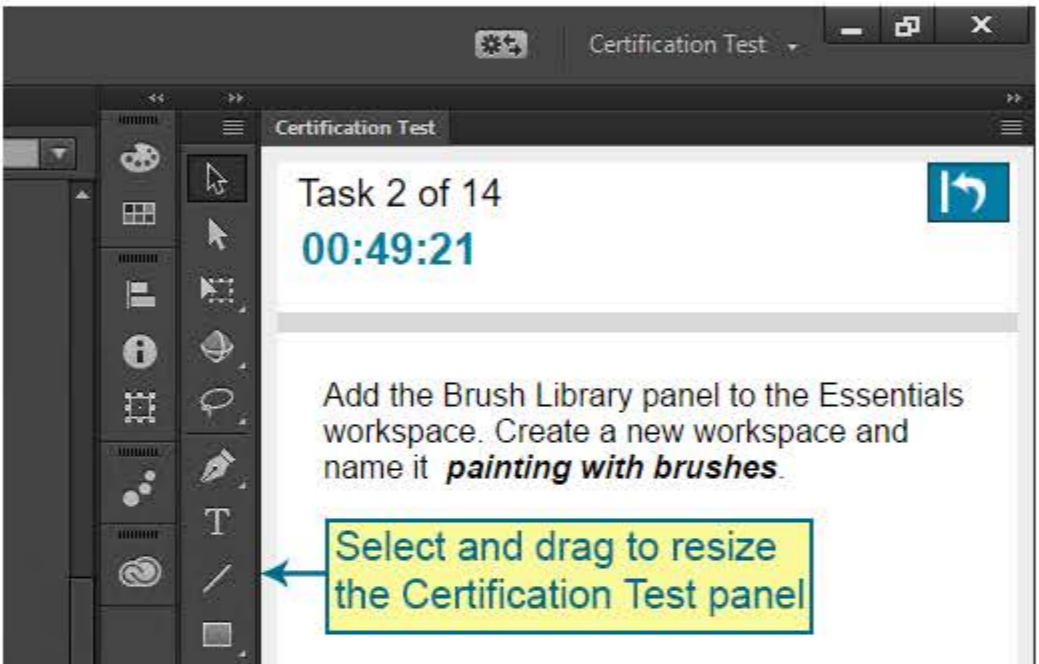 Certification Test
Certification Test
Task 2 of 14
00:49:21
Add the Brush Library panel to the Essentials
workspace. Create a new workspace and
name it painting with brushes.
T
Select and drag to resize
the Certification Test panel